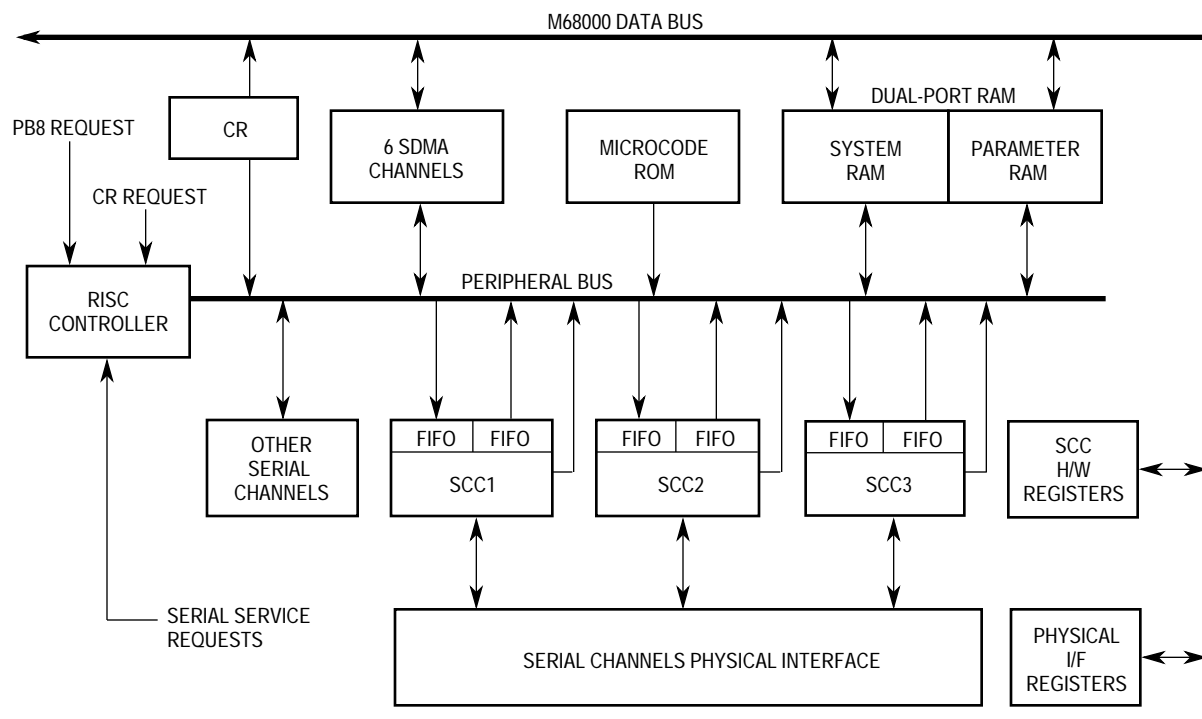 M68000 DATA BUS
DUAL-PORT RAM
PB8 REQUEST
CR
6 SDMA
CHANNELS
MICROCODE
ROM
SYSTEM
RAM
PARAMETER
RAM
CR REQUEST
PERIPHERAL BUS
RISC
CONTROLLER
OTHER
SERIAL
CHANNELS
FIFO FIFO
SCC1
FIFO FIFO
SCC2
FIFO FIFO
SCC3
SCC
H/W
REGISTERS
SERIAL SERVICE
REQUESTS
SERIAL CHANNELS PHYSICAL INTERFACE
PHYSICAL
I/F
REGISTERS